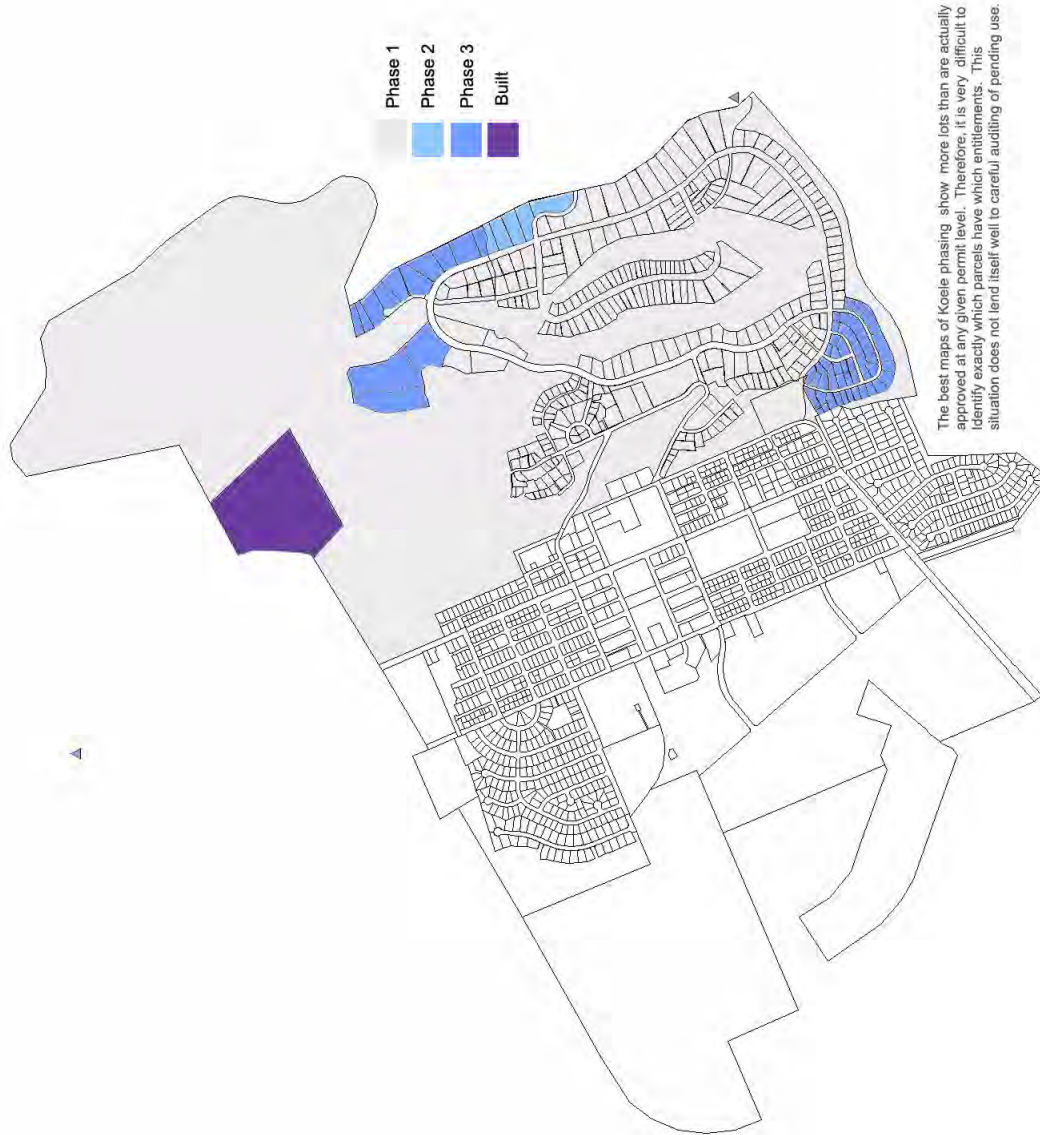 Phase 1
Phase 2
Phase 3
Built
The best maps of Koele phasing show more lots than are actually
approved at any given permit level. Therefore, it is very difficult to
Identify exactly which parcels have which entitlements. This
situation does not lend itself well to careful auditing of pending use.